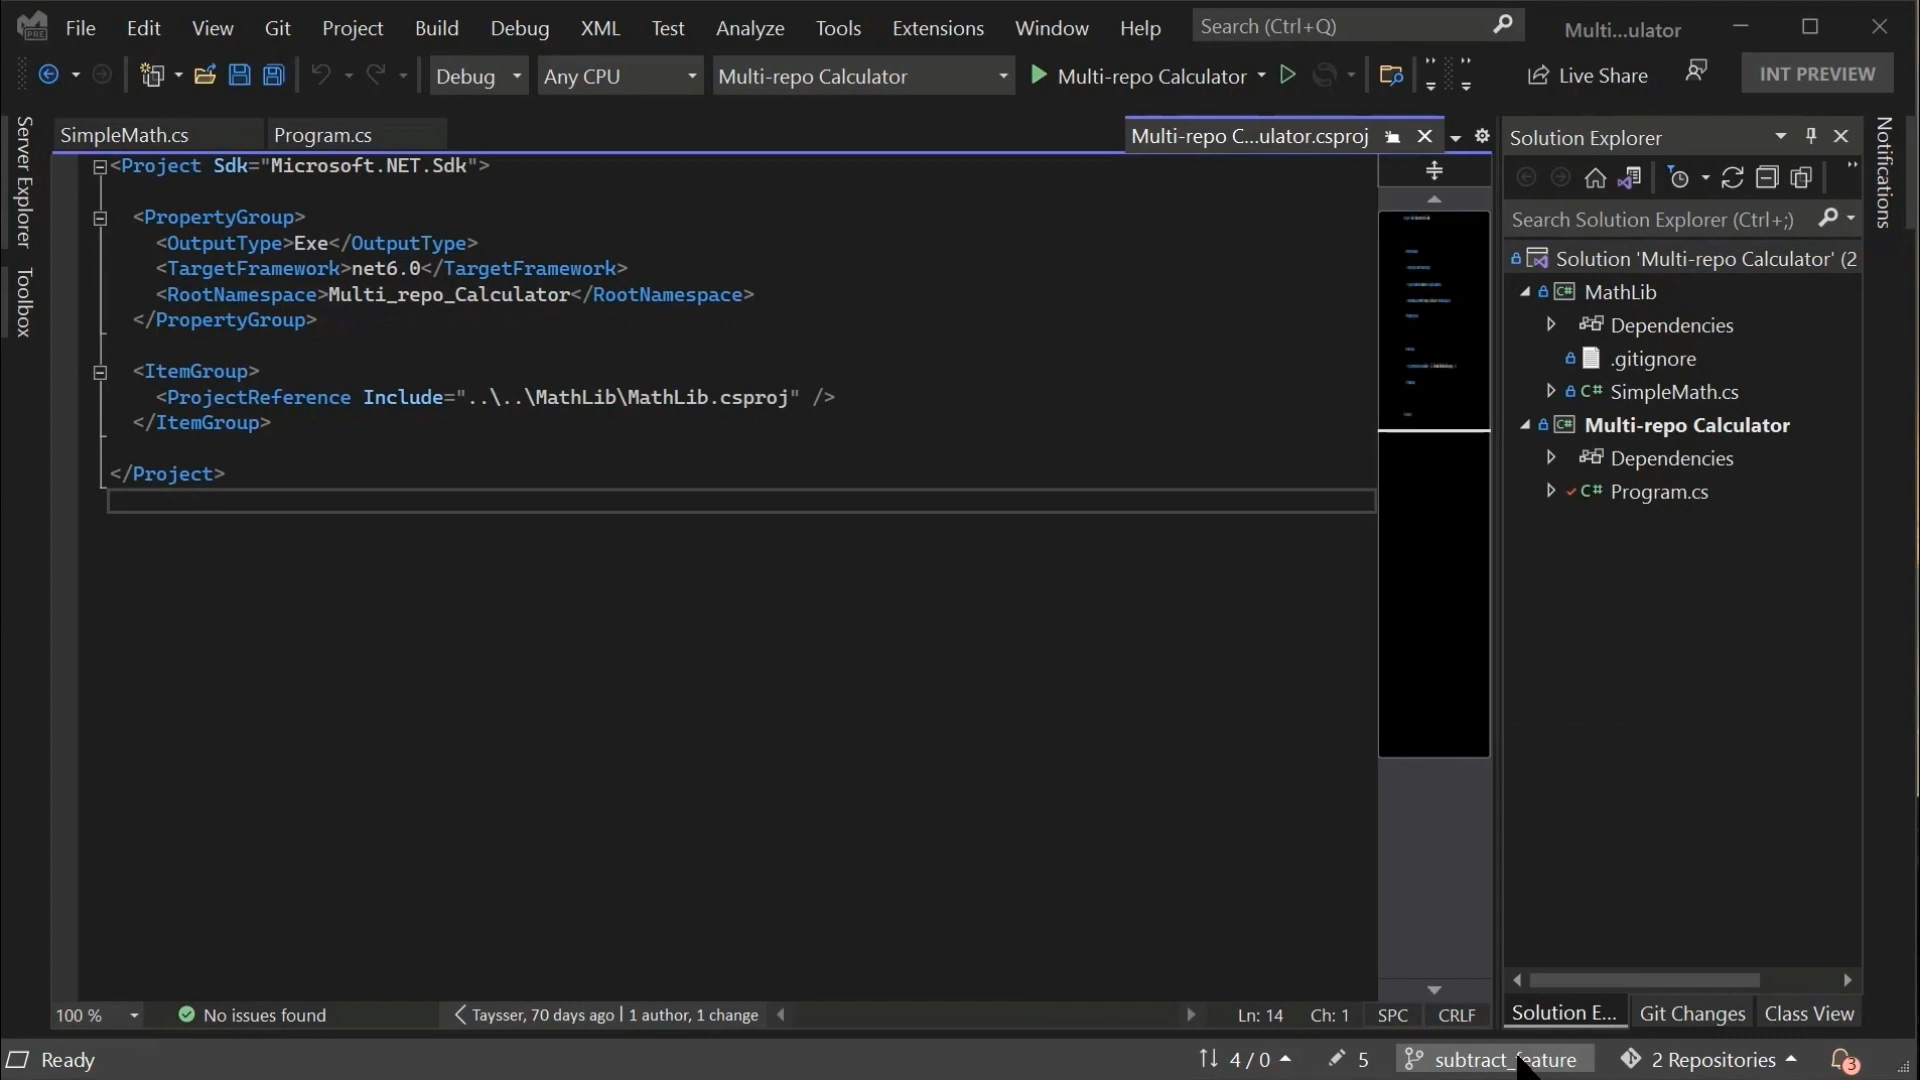 File Edit View Git Project Build Debug Test XML Analyze Tools Extensions Window Help Search (Ctrl+Q) Multi...ulator
Debug Any CPU Multi-repo Calculator Multi-repo Calculator Live Share INT PREVIEW
SimpleMath.cs Program.cs Multi-repo C...ulator.csproj
<Project Sdk="Microsoft.NET.Sdk">
<PropertyGroup>
<OutputType>Exe</OutputType>
<TargetFramework>net6.0</TargetFramework>
<RootNamespace>Multi_repo_Calculator</RootNamespace>
</PropertyGroup>
<ItemGroup>
<ProjectReference Include="..\..\MathLib\MathLib.csproj" />
</ItemGroup>
</Project>
Server Explorer
Toolbox
Solution Explorer
Search Solution Explorer (Ctrl+;)
Solution 'Multi-repo Calculator' (2
C# MathLib
Dependencies
.gitignore
C# SimpleMath.cs
C# Multi-repo Calculator
Dependencies
C# Program.cs
Notifications
Solution E... Git Changes Class View
100 % No issues found Taysser, 70 days ago | 1 author, 1 change Ln: 14 Ch: 1 SPC CRLF
Ready 4 / 0 5 subtract_feature 2 Repositories 3